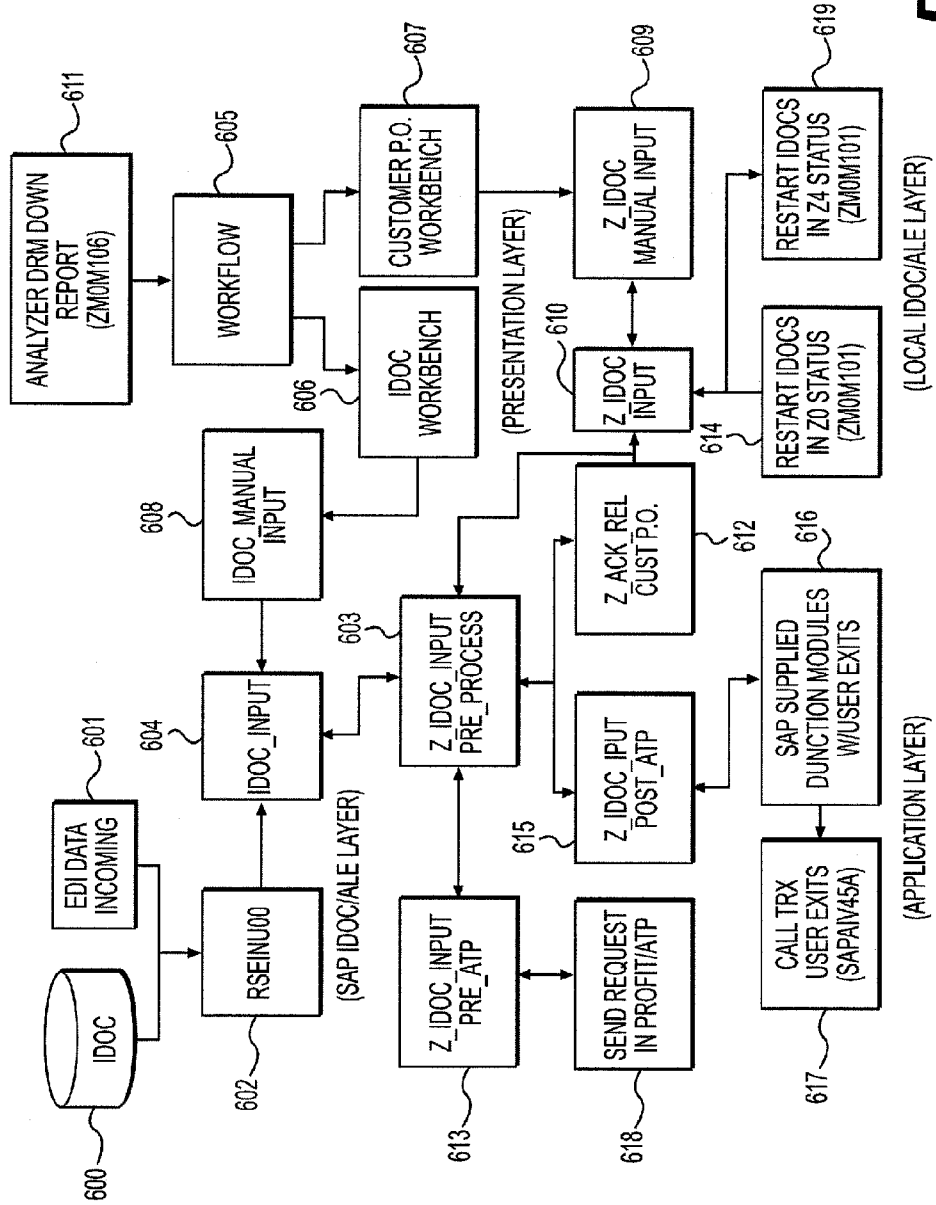 600
IDOC
EDI DATA
INCOMING
601
602
RSEINU00
604
IDOC_INPUT
(SAP IDOC/ALE LAYER)
608
IDOC_MANUAL
INPUT
611
ANALYZER DRM DOWN
REPORT
(ZM0M106)
605
WORKFLOW
606
IDOC
WORKBENCH
607
CUSTOMER P.O.
WORKBENCH
(PRESENTATION LAYER)
613
Z_IDOC_INPUT
PRE_ATP
603
Z_IDOC_INPUT
PRE_PROCESS
610
Z_IDOC
INPUT
609
Z_IDOC
MANUAL INPUT
618
SEND REQUEST
IN PROFIT/ATP
615
Z_IDOC_IPUT
POST_ATP
612
Z_ACK_REL
CUST P.O.
614
RESTART IDOCS
IN Z0 STATUS
(ZM0M101)
619
RESTART IDOCS
IN Z4 STATUS
(ZM0M101)
(LOCAL IDOC/ALE LAYER)
617
CALL TRX
USER EXITS
(SAPAIV45A)
616
SAP SUPPLIED
DUNCTION MODULES
W/USER EXITS
(APPLICATION LAYER)